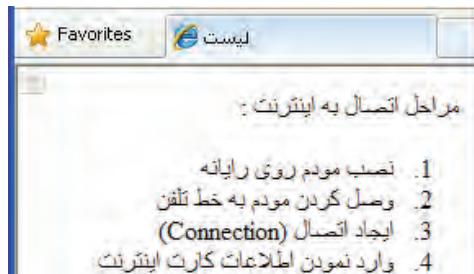 Favorites
لیست
مراحل اتصال به اینترنت :
1. نصب مودم روی رایانه
2. وصل کردن مودم به خط تلفن
3. ایجاد اتصال (Connection)
4. وارد نمودن اطلاعات کارت اینترنت